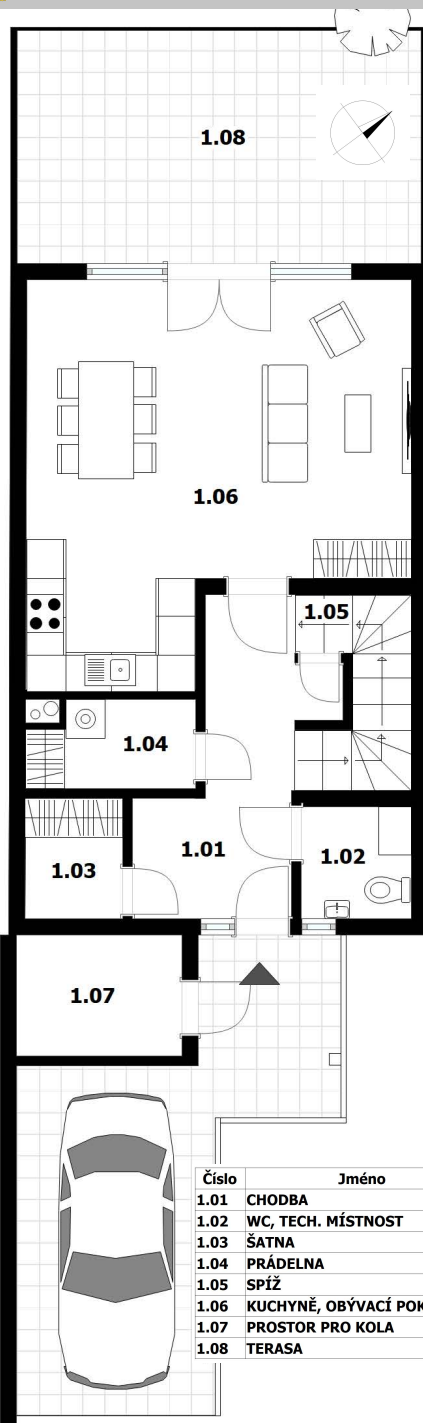 1.08
1.06
1.05
1.04
1.01
1.02
1.03
1.07
Číslo Jméno
1.01 CHODBA
1.02 WC, TECH. MÍSTNOST
1.03 ŠATNA
1.04 PRÁDELNA
1.05 SPÍŽ
1.06 KUCHYNĚ, OBÝVACÍ POK
1.07 PROSTOR PRO KOLA
1.08 TERASA